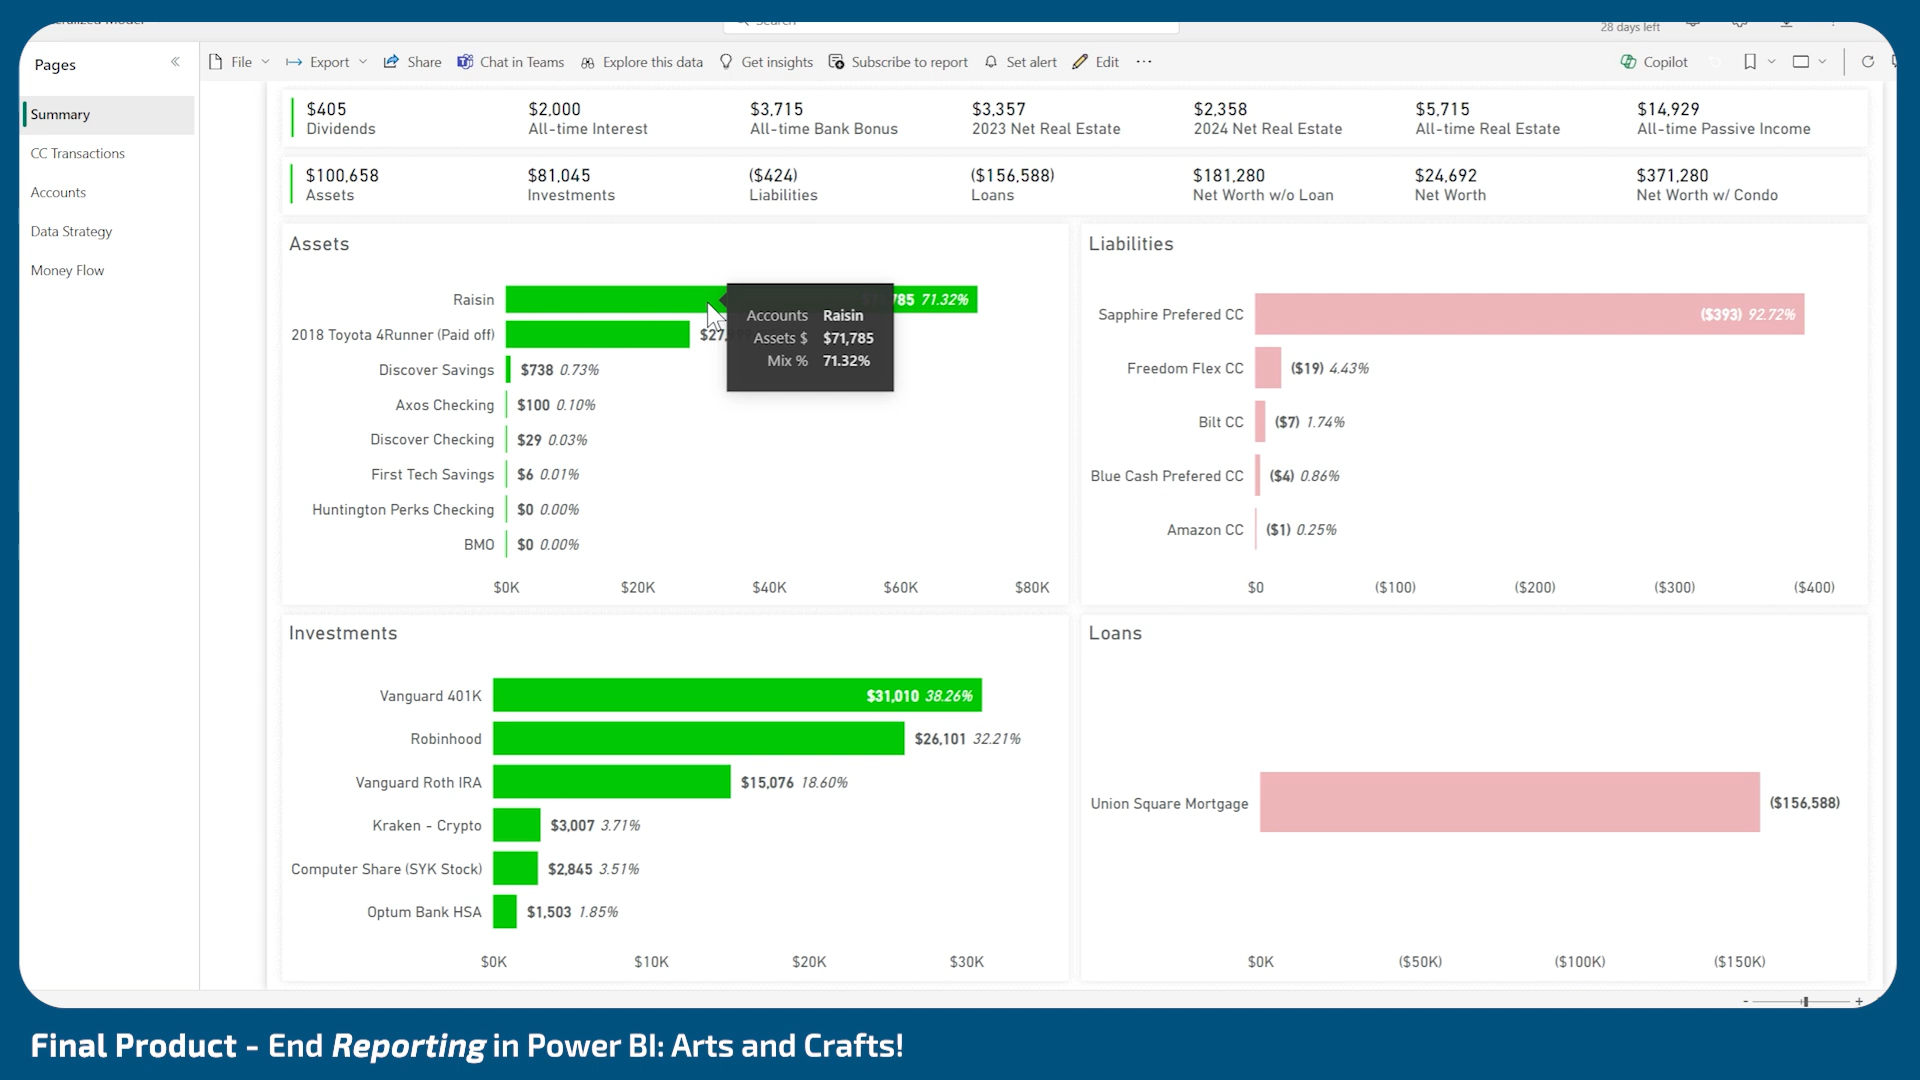 28 days left
Pages
Summary
CC Transactions
Accounts
Data Strategy
Money Flow
File Export Share Chat in Teams Explore this data Get insights Subscribe to report Set alert Edit ... Copilot
$405 $2,000 $3,715 $3,357 $2,358 $5,715 $14,929
Dividends All-time Interest All-time Bank Bonus 2023 Net Real Estate 2024 Net Real Estate All-time Real Estate All-time Passive Income
$100,658 $81,045 ($424) ($156,588) $181,280 $24,692 $371,280
Assets Investments Liabilities Loans Net Worth w/o Loan Net Worth Net Worth w/ Condo
Assets
Raisin 71.32%
2018 Toyota 4Runner (Paid off)
Discover Savings $738 0.73%
Axos Checking $100 0.10%
Discover Checking $29 0.03%
First Tech Savings $6 0.01%
Huntington Perks Checking $0 0.00%
BMO $0 0.00%
$0K $20K $40K $60K $80K
Accounts Raisin
Assets $ $71,785
Mix % 71.32%
Liabilities
Sapphire Prefered CC ($393) 92.72%
Freedom Flex CC ($19) 4.43%
Bilt CC ($7) 1.74%
Blue Cash Prefered CC ($4) 0.86%
Amazon CC ($1) 0.25%
$0 ($100) ($200) ($300) ($400)
Investments
Vanguard 401K $31,010 38.26%
Robinhood $26,101 32.21%
Vanguard Roth IRA $15,076 18.60%
Kraken - Crypto $3,007 3.71%
Computer Share (SYK Stock) $2,845 3.51%
Optum Bank HSA $1,503 1.85%
$0K $10K $20K $30K
Loans
Union Square Mortgage ($156,588)
$0K ($50K) ($100K) ($150K)
- +
Final Product - End Reporting in Power BI: Arts and Crafts!